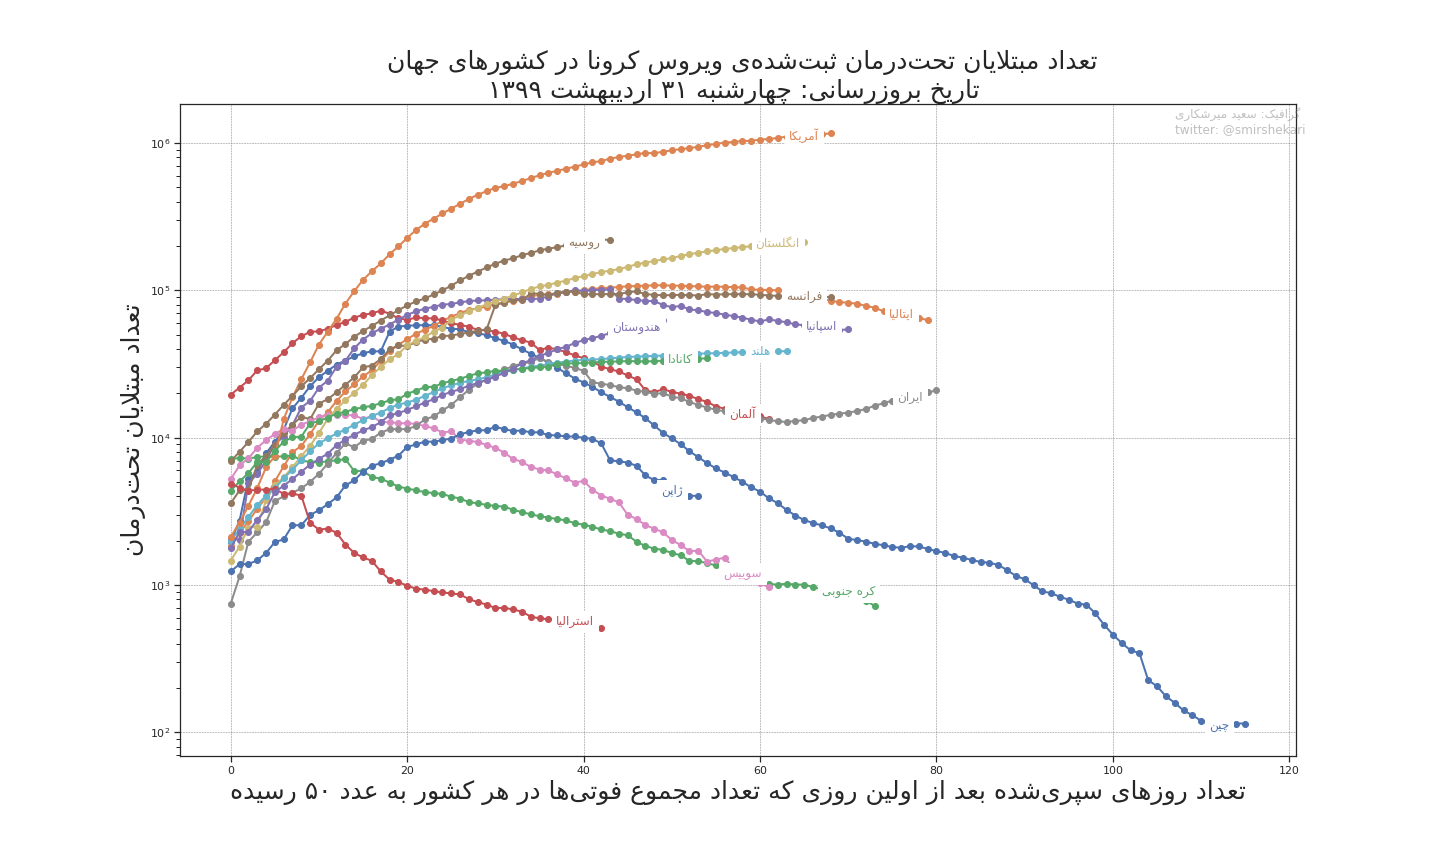 تعداد مبتلایان تحت‌درمان ثبت‌شده‌ی ویروس کرونا در کشورهای جهان
تاریخ بروزرسانی: چهارشنبه ۳۱ اردیبهشت ۱۳۹۹
گرافیک: سعید میرشکاری
twitter: @smirshekari
آمریکا
روسیه
انگلستان
فرانسه
ایتالیا
اسپانیا
هندوستان
هلند
کانادا
ایران
آلمان
ژاپن
سوییس
کره جنوبی
استرالیا
چین
تعداد مبتلایان تحت‌درمان
10⁶
10⁵
10⁴
10³
10²
0 20 40 60 80 100 120
تعداد روزهای سپری‌شده بعد از اولین روزی که تعداد مجموع فوتی‌ها در هر کشور به عدد ۵۰ رسیده